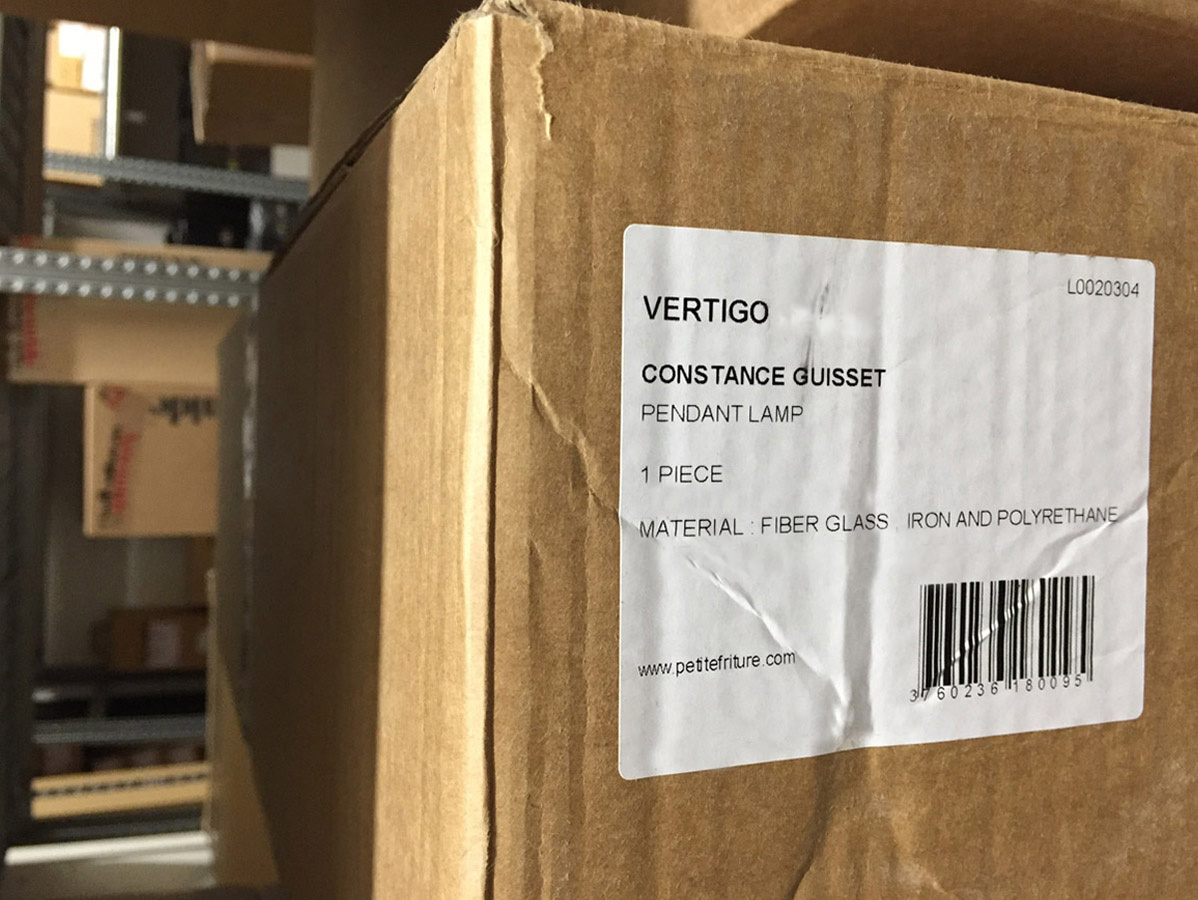 L0020304
VERTIGO
CONSTANCE GUISSET
PENDANT LAMP
1 PIECE
MATERIAL : FIBER GLASS IRON AND POLYRETHANE
www.petitefriture.com
3760236180095